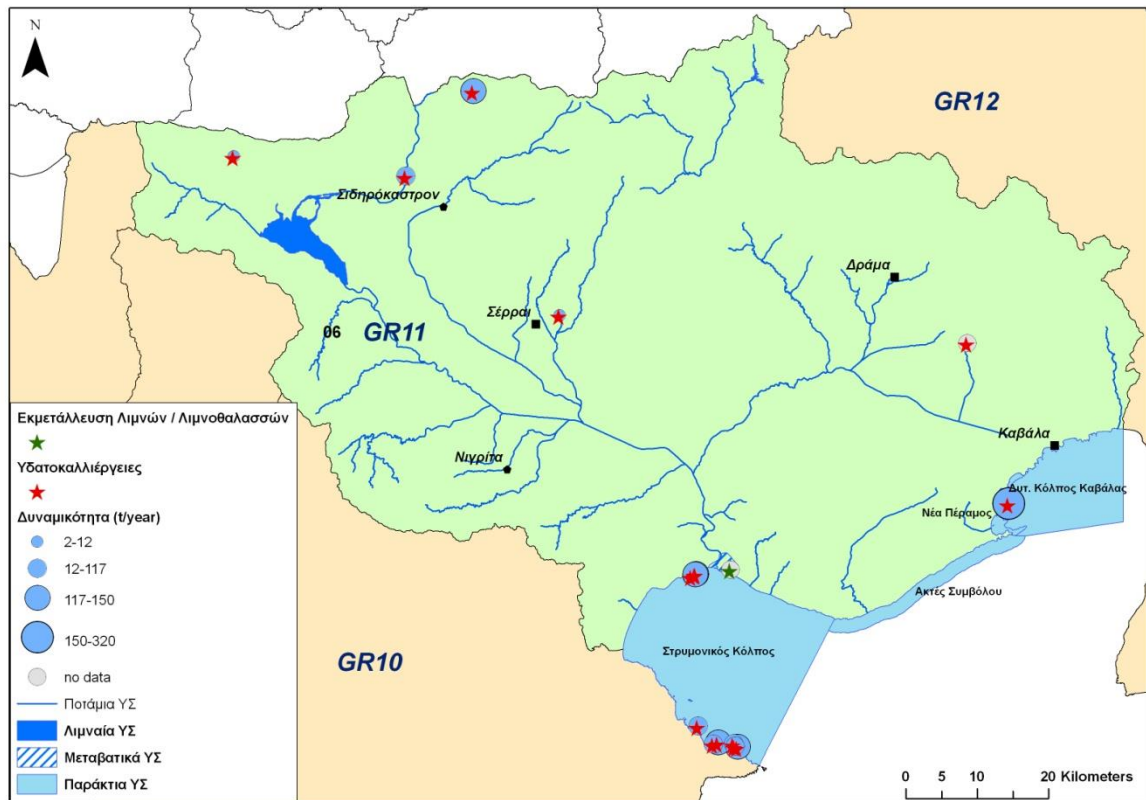 N
GR12
Σιδηρόκαστρον
Δράμα
Σέρραι
06
GR11
Καβάλα
Νιγρίτα
Δυτ. Κόλπος Καβάλας
Νέα Πέραμος
Ακτές Συμβόλου
Στρυμονικός Κόλπος
GR10
Εκμετάλλευση Λιμνών / Λιμνοθαλασσών
Υδατοκαλλιέργειες
Δυναμικότητα (t/year)
2-12
12-117
117-150
150-320
no data
Ποτάμια ΥΣ
Λιμναία ΥΣ
Μεταβατικά ΥΣ
Παράκτια ΥΣ
0 5 10 20 Kilometers